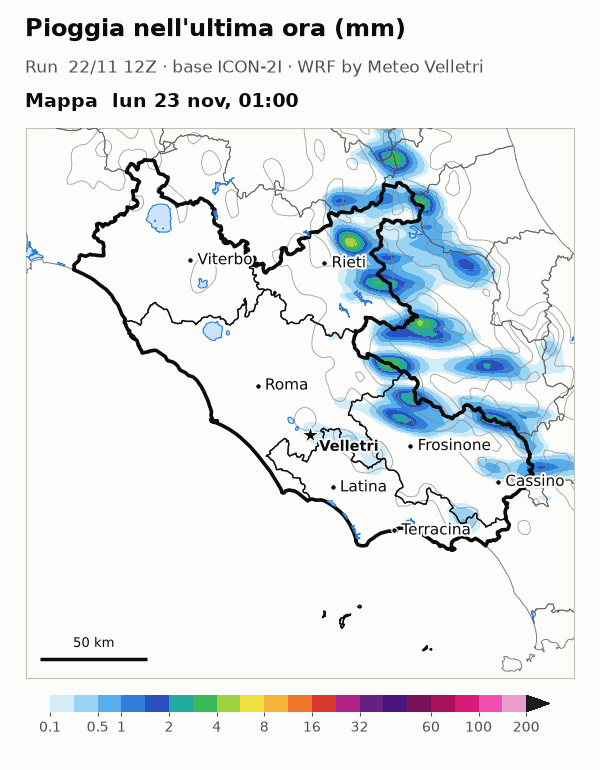 Pioggia nell'ultima ora (mm)
Run  22/11 12Z · base ICON-2I · WRF by Meteo Velletri
Mappa  lun 23 nov, 01:00
Viterbo
Rieti
Roma
Velletri
Frosinone
Latina
Cassino
Terracina
50 km
0.1 0.5 1 2 4 8 16 32 60 100 200